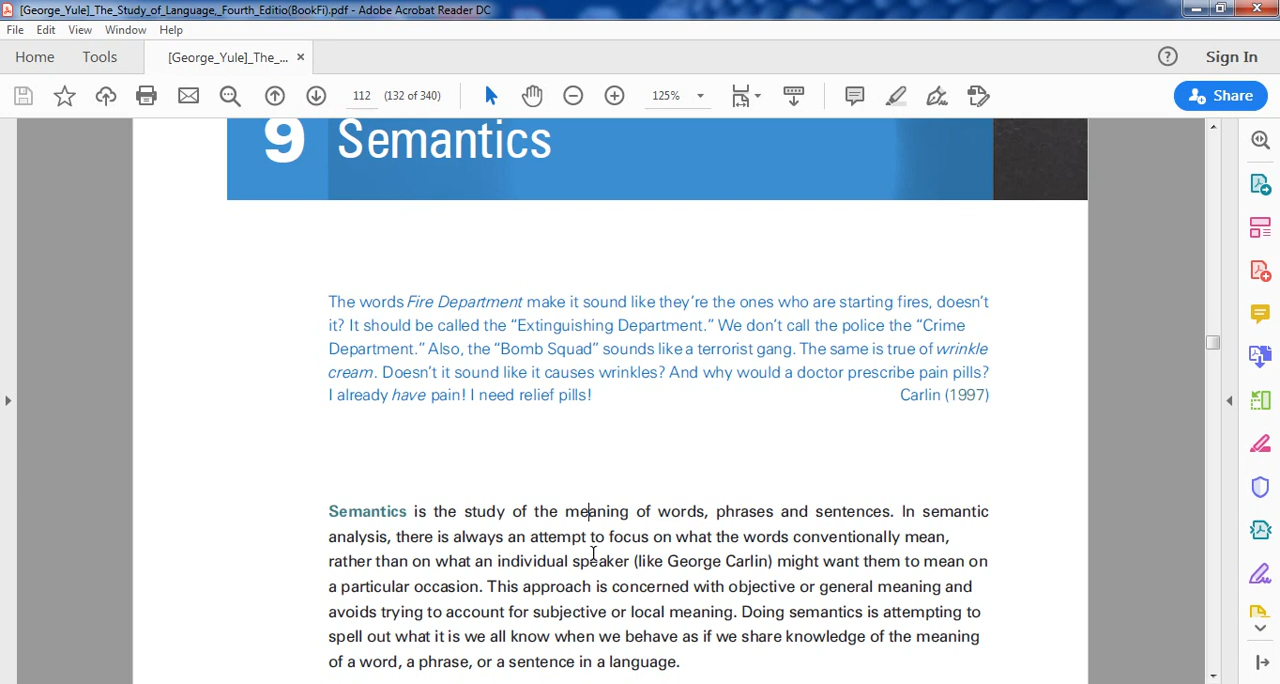 [George_Yule]_The_Study_of_Language,_Fourth_Editio(BookFi).pdf - Adobe Acrobat Reader DC
File Edit View Window Help
Home Tools [George_Yule]_The_... × Sign In
112 (132 of 340) 125% Share
9 Semantics
The words Fire Department make it sound like they're the ones who are starting fires, doesn't
it? It should be called the “Extinguishing Department.” We don't call the police the “Crime
Department.” Also, the “Bomb Squad” sounds like a terrorist gang. The same is true of wrinkle
cream. Doesn't it sound like it causes wrinkles? And why would a doctor prescribe pain pills?
I already have pain! I need relief pills! Carlin (1997)
Semantics is the study of the meaning of words, phrases and sentences. In semantic
analysis, there is always an attempt to focus on what the words conventionally mean,
rather than on what an individual speaker (like George Carlin) might want them to mean on
a particular occasion. This approach is concerned with objective or general meaning and
avoids trying to account for subjective or local meaning. Doing semantics is attempting to
spell out what it is we all know when we behave as if we share knowledge of the meaning
of a word, a phrase, or a sentence in a language.